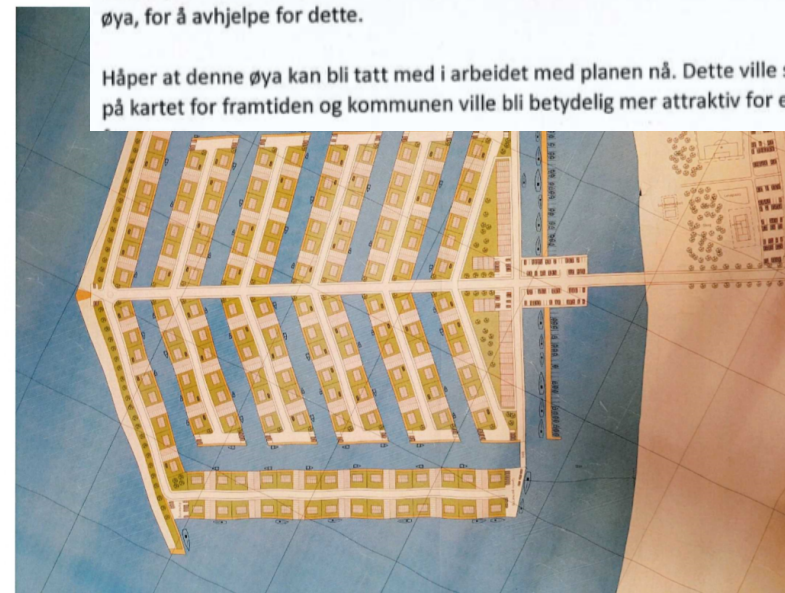 øya, for å avhjelpe for dette.
Håper at denne øya kan bli tatt med i arbeidet med planen nå. Dette ville
på kartet for framtiden og kommunen ville bli betydelig mer attraktiv for